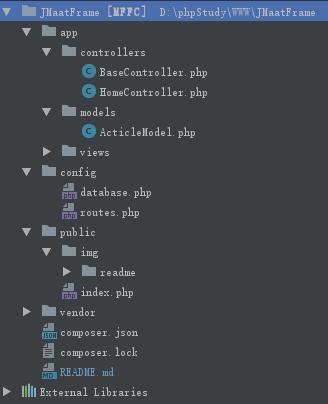 JMaatFrame [MFFC] D:\phpStudy\WWW\JMaatFrame
app
controllers
BaseController.php
HomeController.php
models
ActicleModel.php
views
config
database.php
routes.php
public
img
readme
index.php
vendor
composer.json
composer.lock
README.md
External Libraries